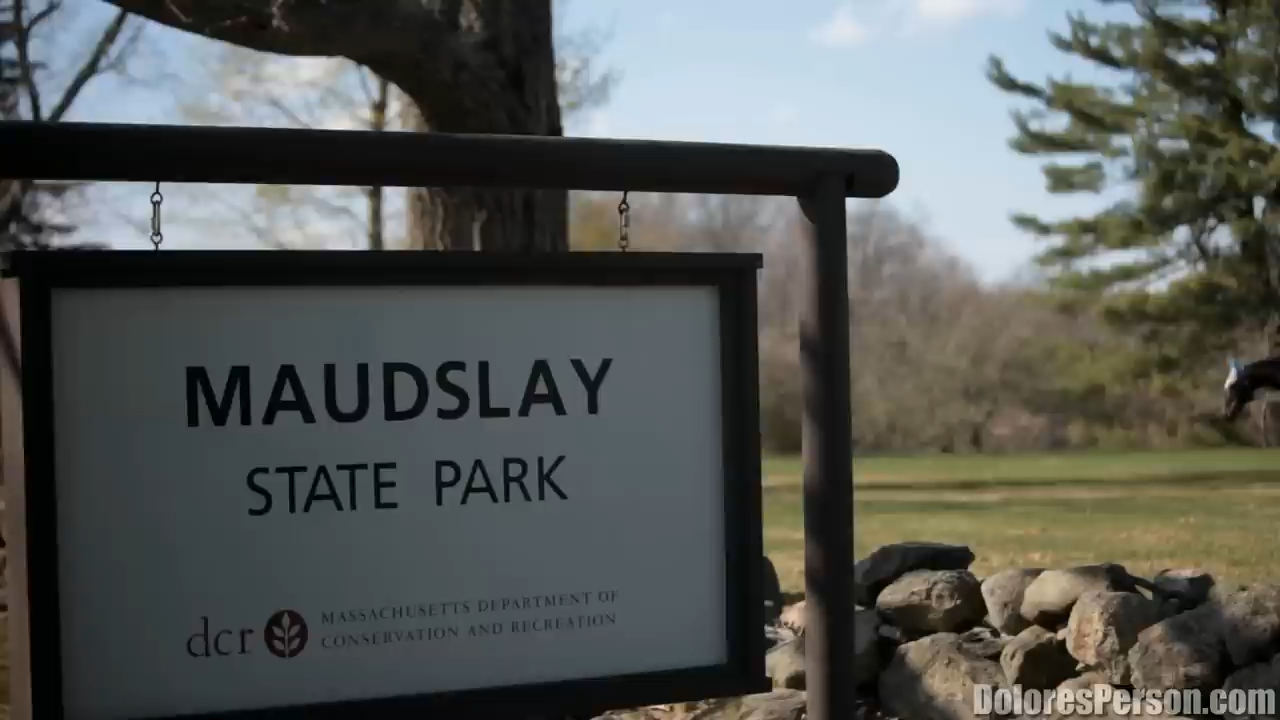 MAUDSLAY
STATE PARK
dcr MASSACHUSETTS DEPARTMENT OF
CONSERVATION AND RECREATION
DoloresPerson.com